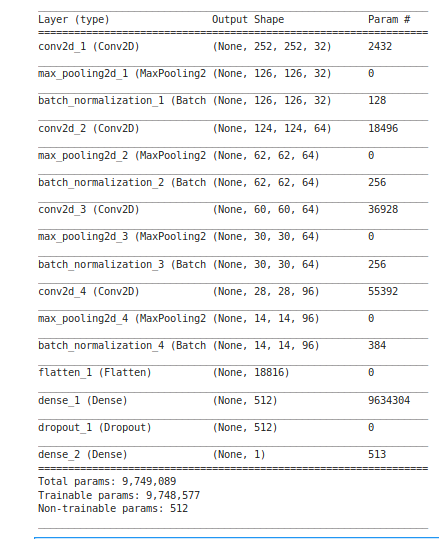 Layer (type) Output Shape Param #
=================================================================
conv2d_1 (Conv2D) (None, 252, 252, 32) 2432
max_pooling2d_1 (MaxPooling2 (None, 126, 126, 32) 0
batch_normalization_1 (Batch (None, 126, 126, 32) 128
conv2d_2 (Conv2D) (None, 124, 124, 64) 18496
max_pooling2d_2 (MaxPooling2 (None, 62, 62, 64) 0
batch_normalization_2 (Batch (None, 62, 62, 64) 256
conv2d_3 (Conv2D) (None, 60, 60, 64) 36928
max_pooling2d_3 (MaxPooling2 (None, 30, 30, 64) 0
batch_normalization_3 (Batch (None, 30, 30, 64) 256
conv2d_4 (Conv2D) (None, 28, 28, 96) 55392
max_pooling2d_4 (MaxPooling2 (None, 14, 14, 96) 0
batch_normalization_4 (Batch (None, 14, 14, 96) 384
flatten_1 (Flatten) (None, 18816) 0
dense_1 (Dense) (None, 512) 9634304
dropout_1 (Dropout) (None, 512) 0
dense_2 (Dense) (None, 1) 513
=================================================================
Total params: 9,749,089
Trainable params: 9,748,577
Non-trainable params: 512